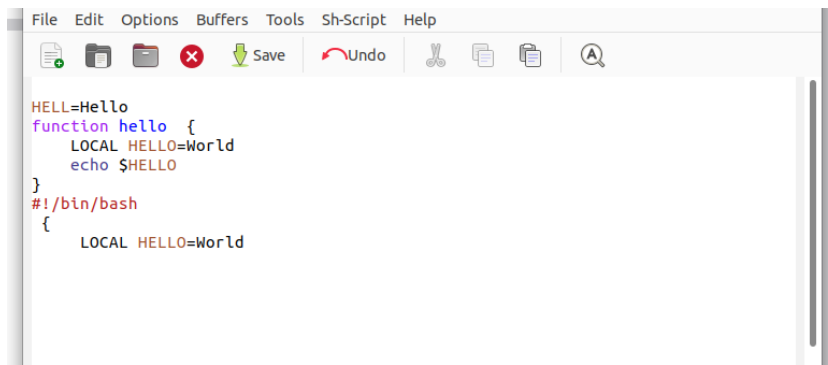 File Edit Options Buffers Tools Sh-Script Help
Save Undo
HELL=Hello
function hello  {
    LOCAL HELLO=World
    echo $HELLO
}
#!/bin/bash
 {
     LOCAL HELLO=World